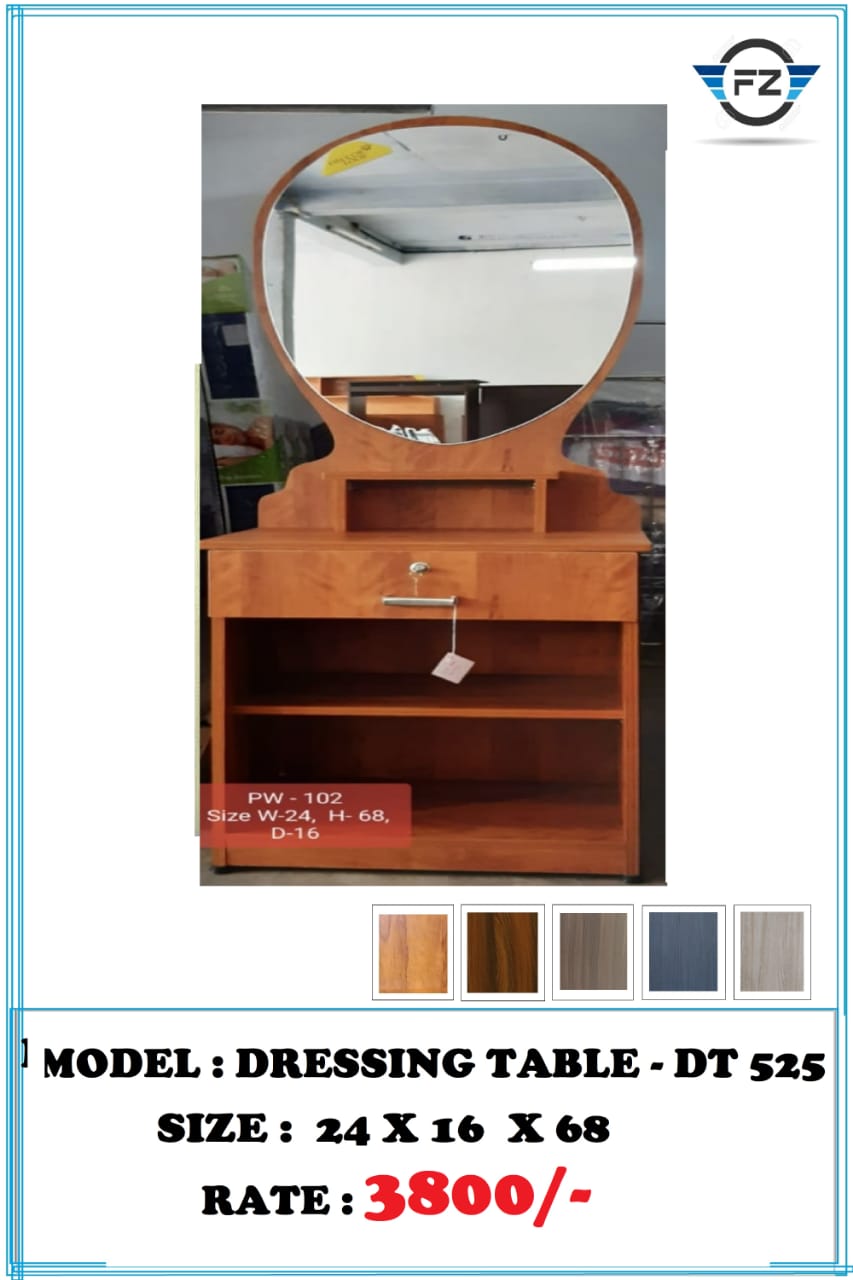 FZ
PW - 102
Size W-24, H- 68,
D-16
MODEL : DRESSING TABLE - DT 525
SIZE : 24 X 16 X 68
RATE : 3800/-